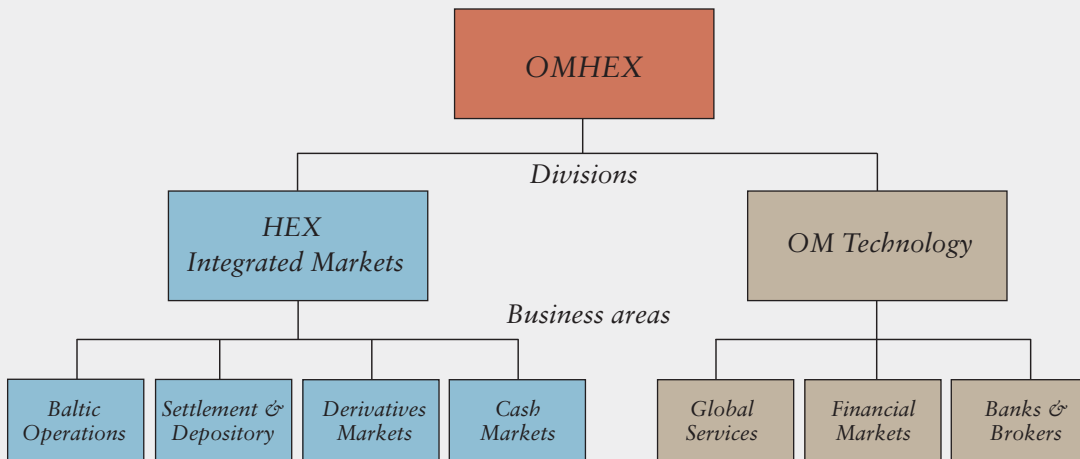 OMHEX
Divisions
HEX
Integrated Markets
OM Technology
Business areas
Baltic
Operations
Settlement &
Depository
Derivatives
Markets
Cash
Markets
Global
Services
Financial
Markets
Banks &
Brokers